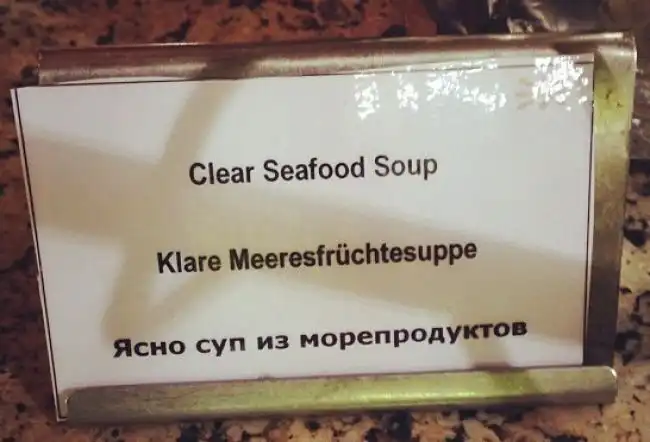 Clear Seafood Soup
Klare Meeresfrüchtesuppe
Ясно суп из морепродуктов